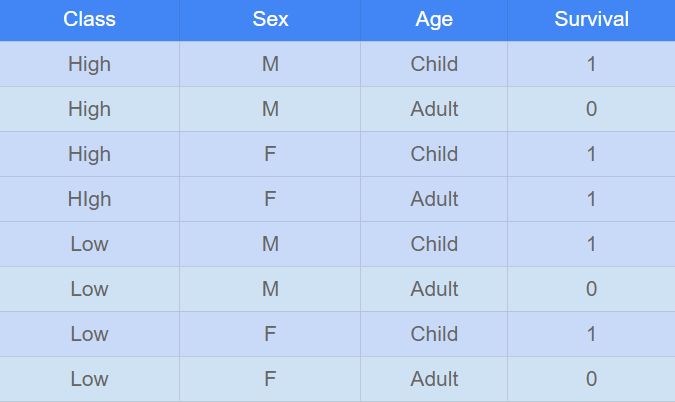 Class Sex Age Survival
High M Child 1
High M Adult 0
High F Child 1
HIgh F Adult 1
Low M Child 1
Low M Adult 0
Low F Child 1
Low F Adult 0